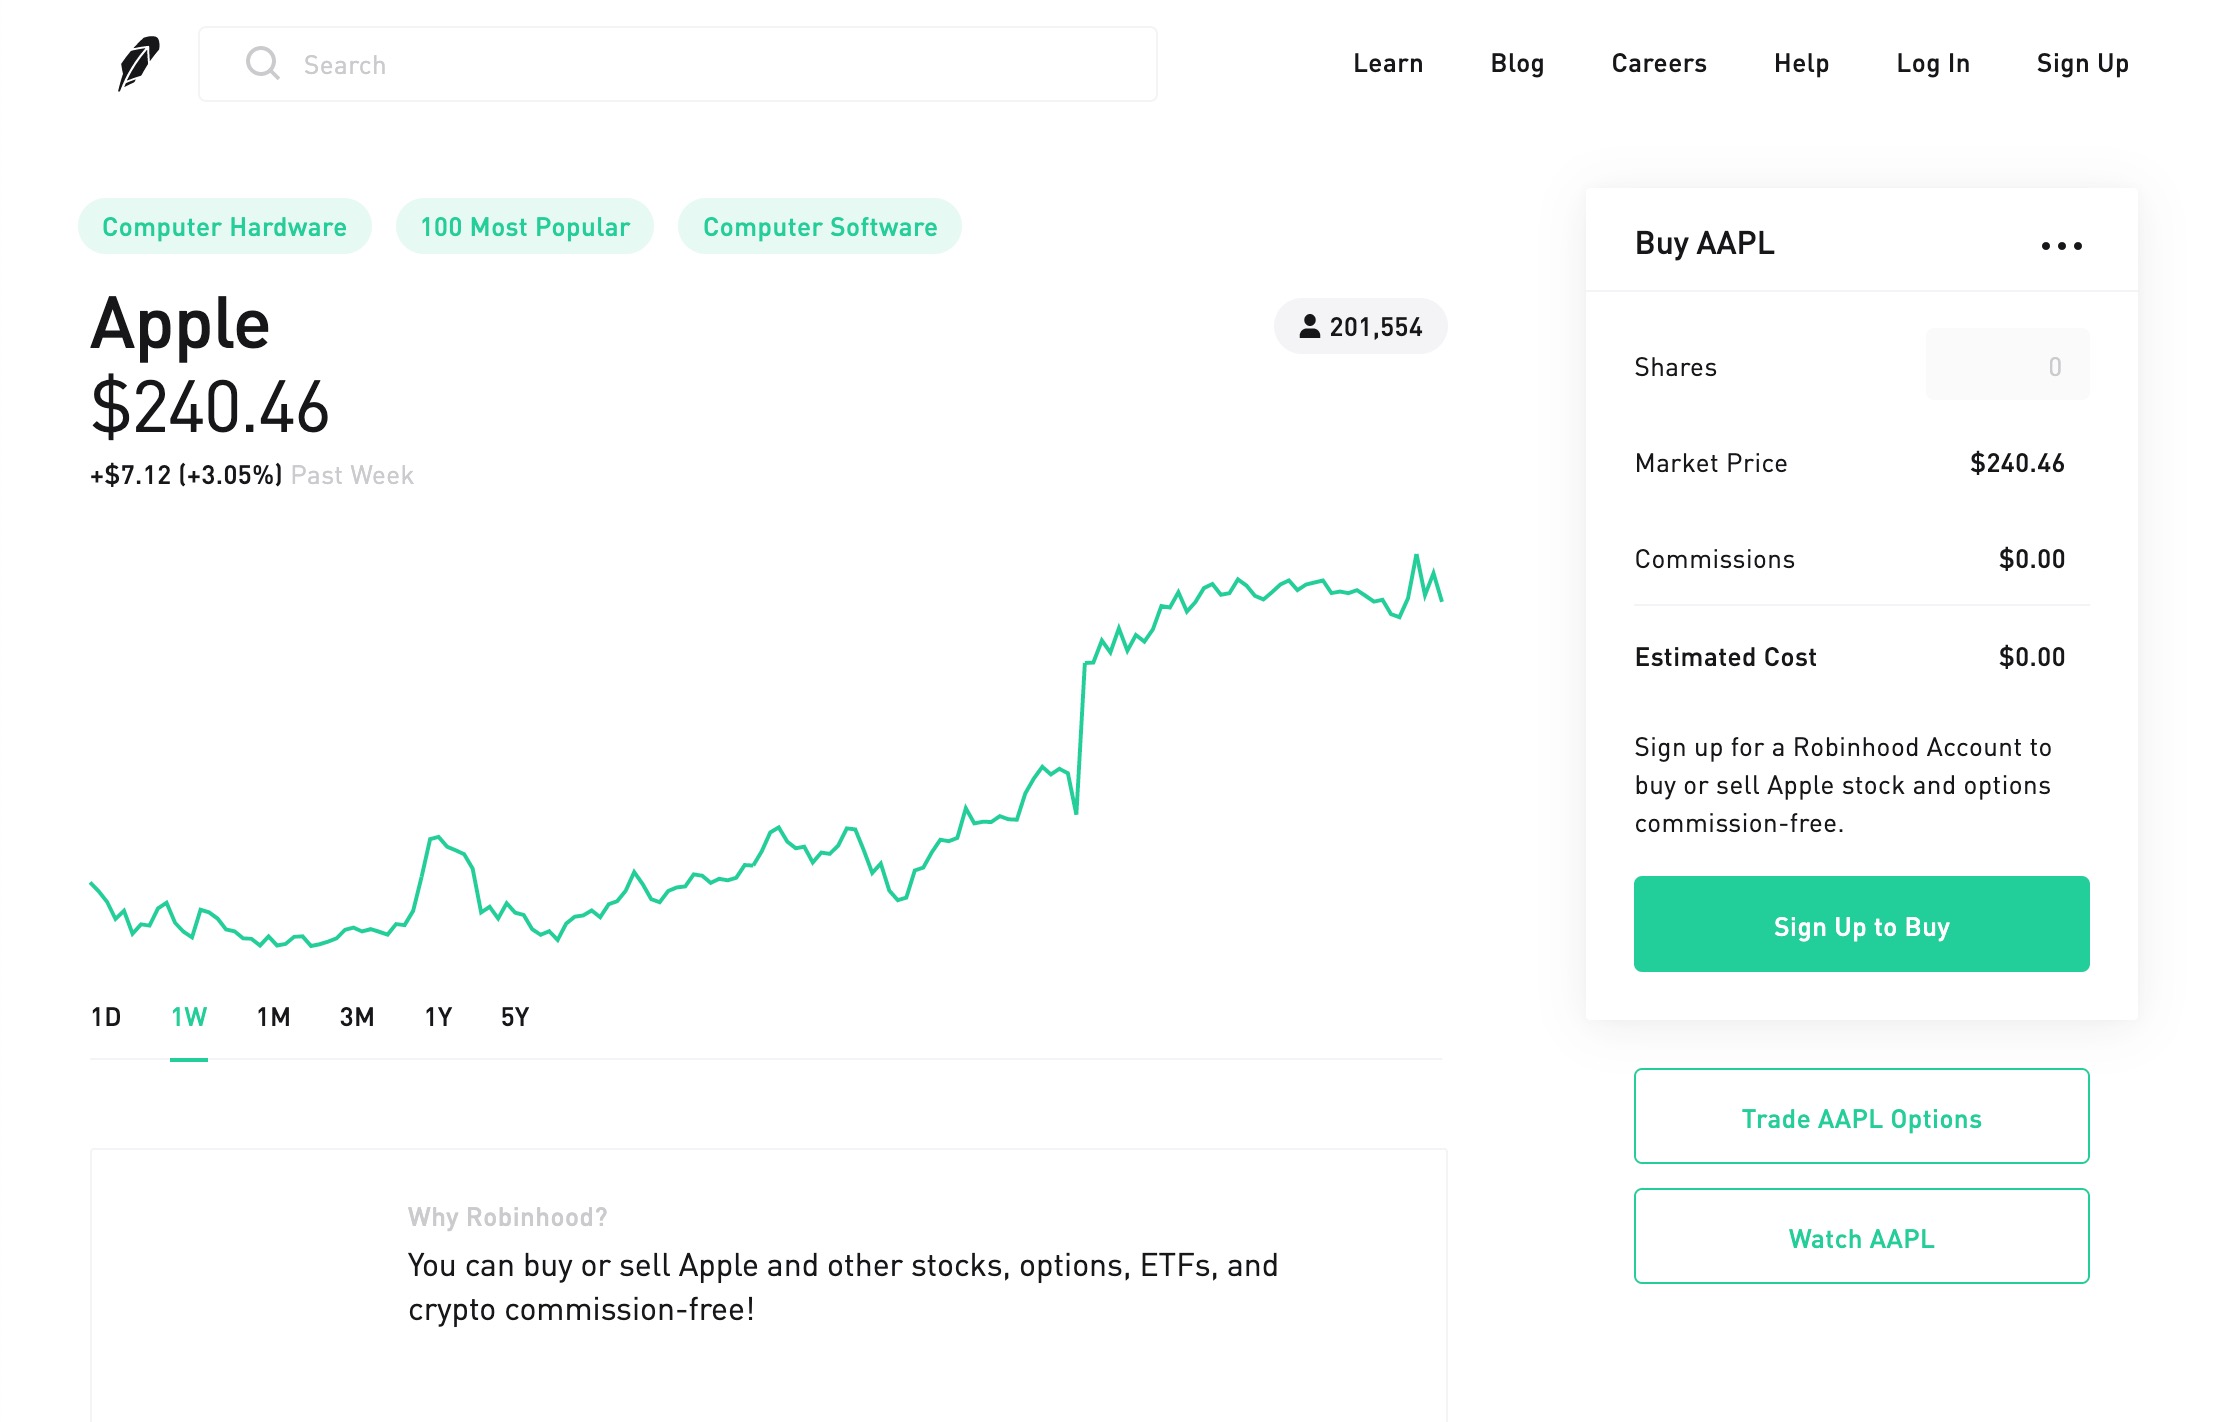 Search
Learn
Blog
Careers
Help
Log In
Sign Up
Computer Hardware
100 Most Popular
Computer Software
Apple
201,554
$240.46
+$7.12 (+3.05%) Past Week
1D
1W
1M
3M
1Y
5Y
Why Robinhood?
You can buy or sell Apple and other stocks, options, ETFs, and
crypto commission-free!
Buy AAPL
Shares
0
Market Price
$240.46
Commissions
$0.00
Estimated Cost
$0.00
Sign up for a Robinhood Account to
buy or sell Apple stock and options
commission-free.
Sign Up to Buy
Trade AAPL Options
Watch AAPL